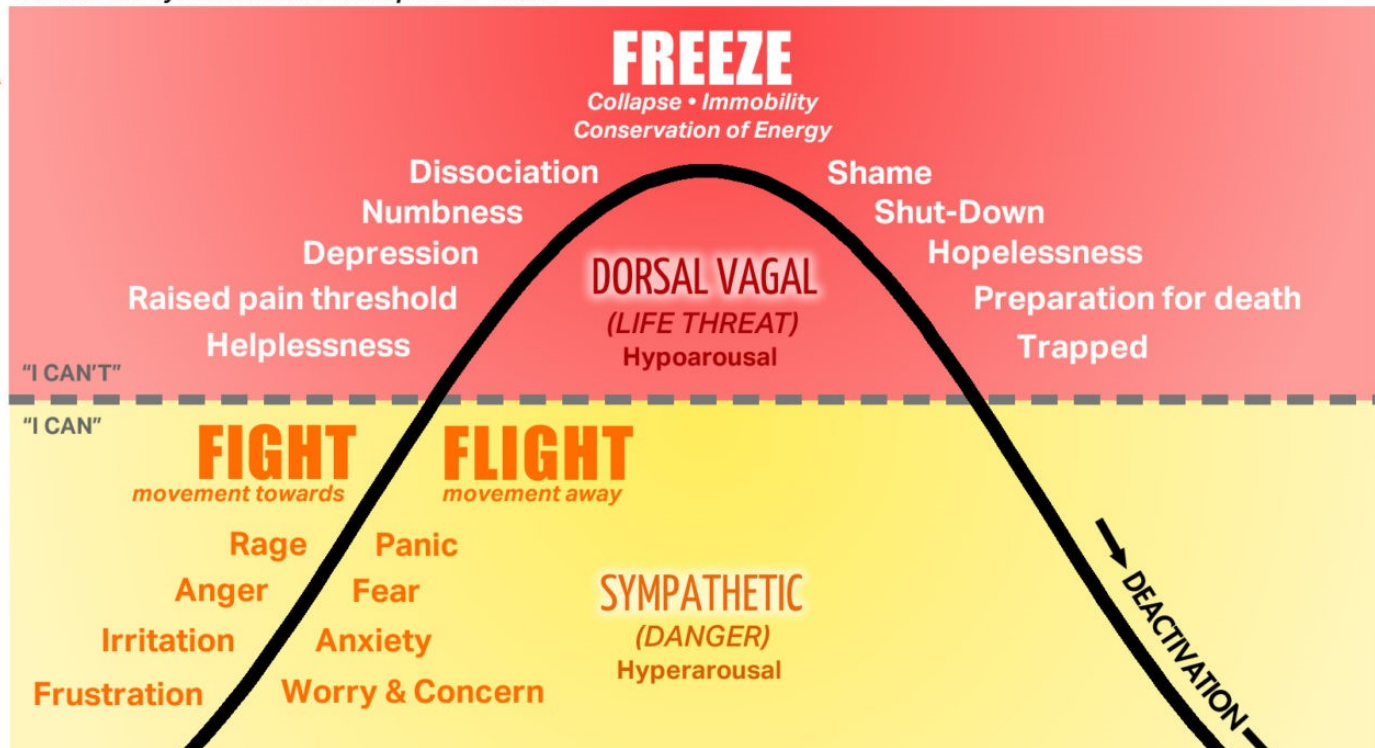 FREEZE
Collapse • Immobility
Conservation of Energy
Dissociation
Shame
Numbness
Shut-Down
Depression
Hopelessness
DORSAL VAGAL
Raised pain threshold
Preparation for death
(LIFE THREAT)
Helplessness
Trapped
Hypoarousal
"I CAN'T"
"I CAN"
FIGHT
FLIGHT
movement towards
movement away
Rage
Panic
Anger
Fear
SYMPATHETIC
Irritation
Anxiety
(DANGER)
Hyperarousal
Frustration
Worry & Concern
DEACTIVATION